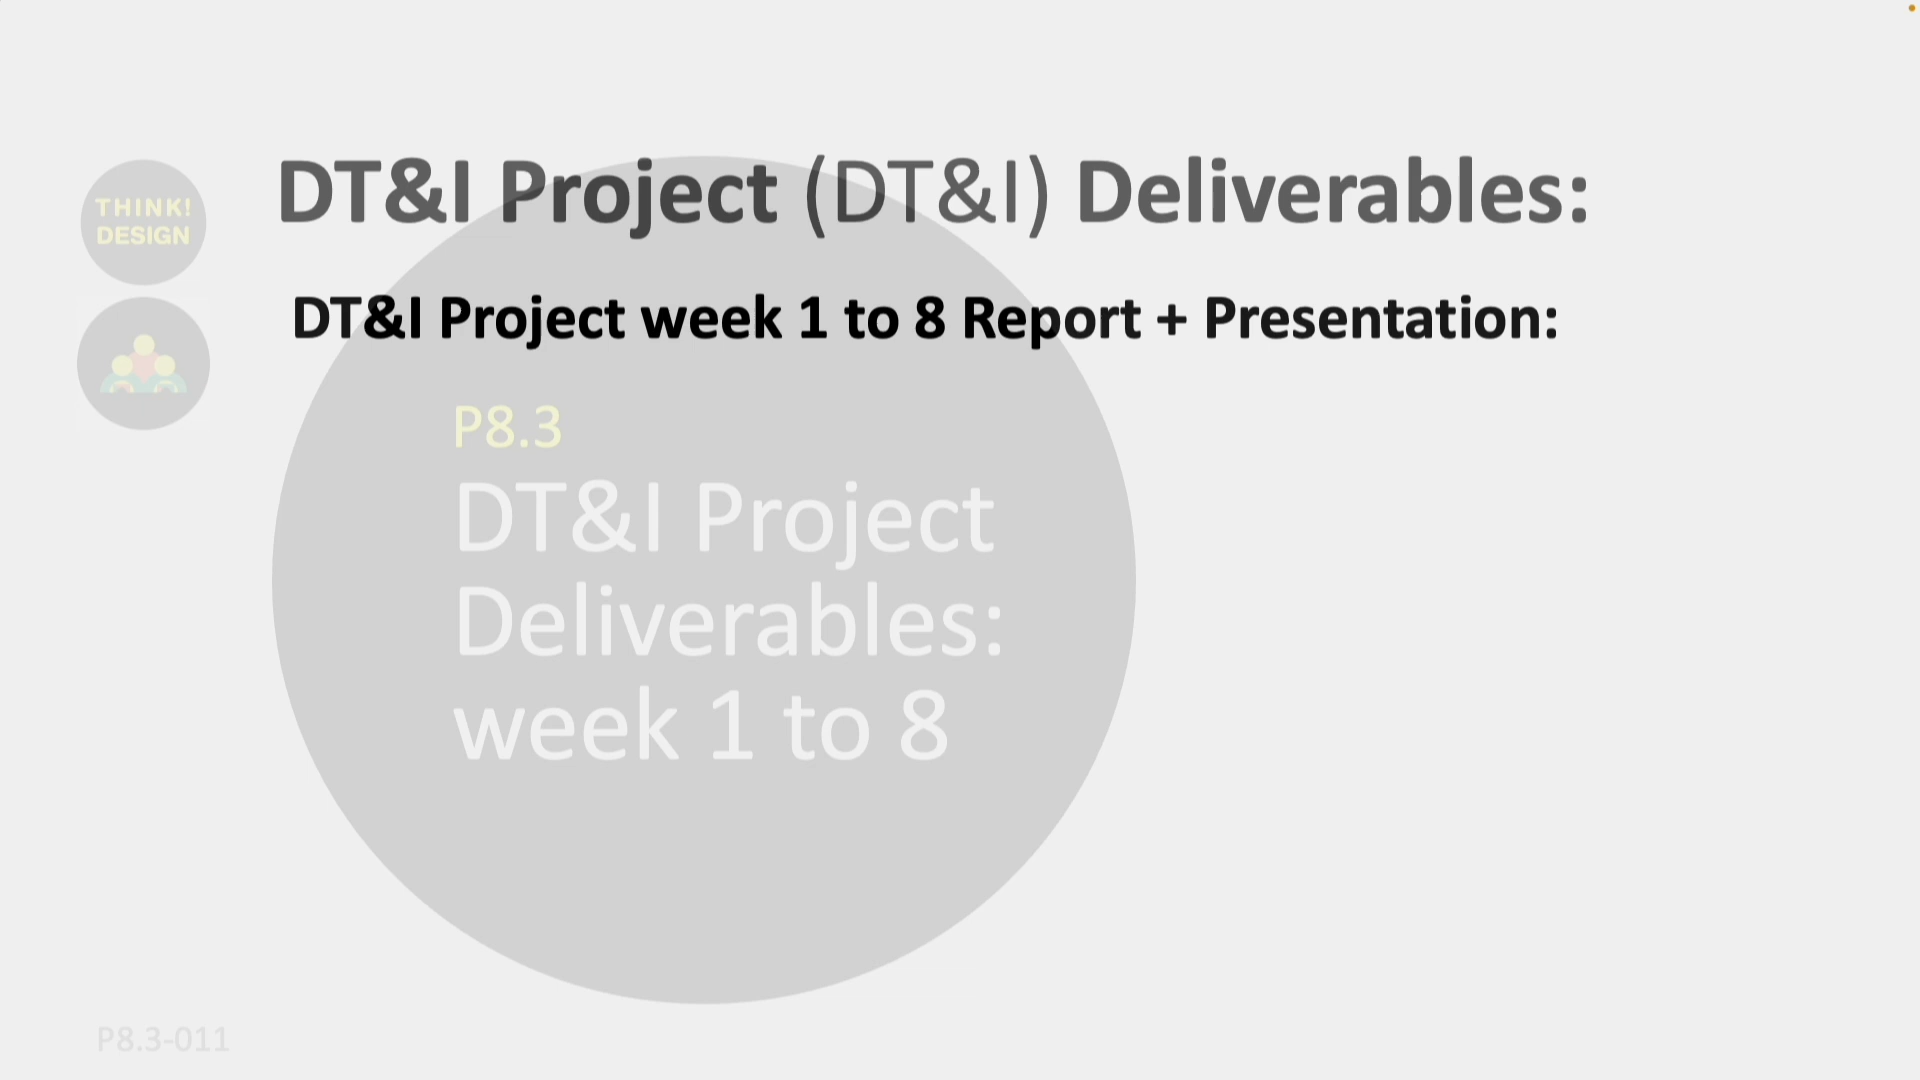 THINK!
DESIGN
DT&I Project (DT&I) Deliverables:
DT&I Project week 1 to 8 Report + Presentation:
P8.3
DT&I Project
Deliverables:
week 1 to 8
P8.3-011